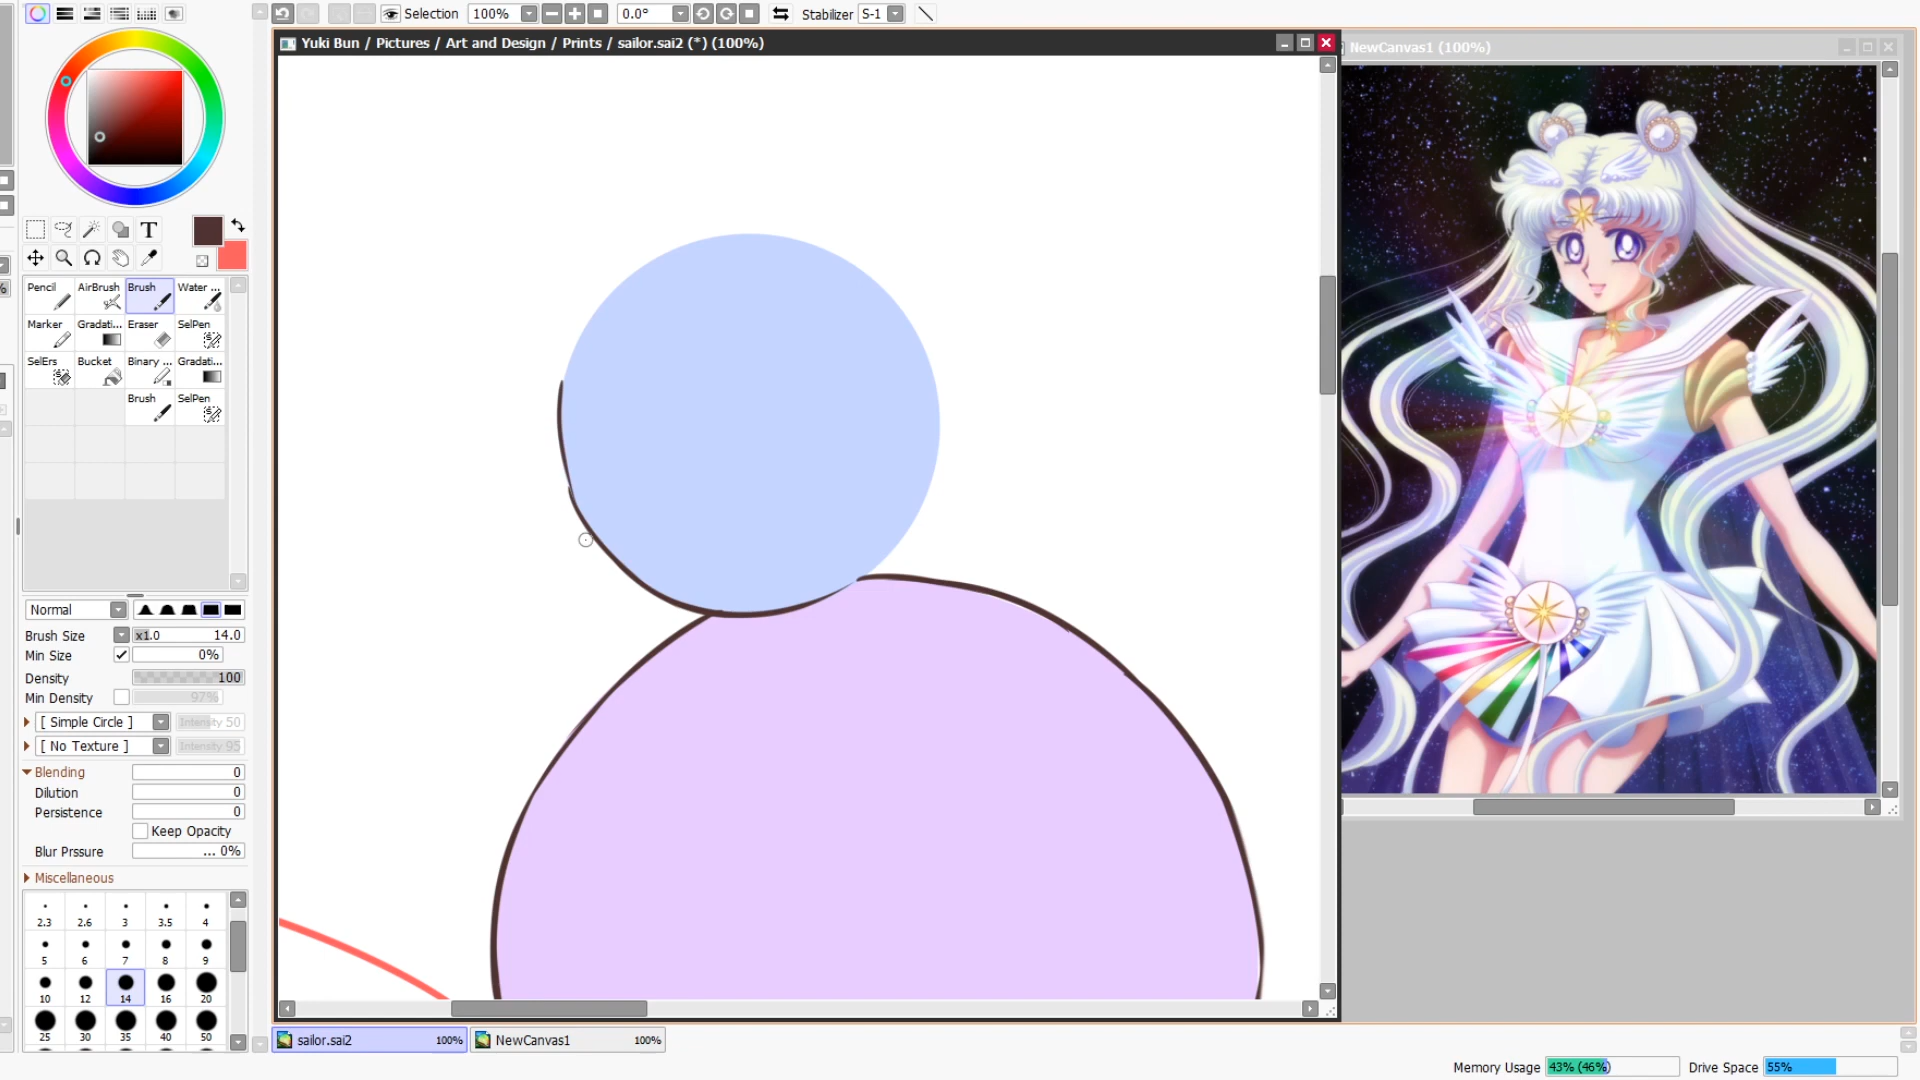 Selection 100% 0.0° Stabilizer S-1
Yuki Bun / Pictures / Art and Design / Prints / sailor.sai2 (*) (100%)
NewCanvas1 (100%)
T
Pencil AirBrush Brush Water ...
Marker Gradati... Eraser SelPen
SelErs Bucket Binary ... Gradati...
Brush SelPen
Normal
Brush Size x1.0 14.0
Min Size 0%
Density 100
Min Density 97%
[ Simple Circle ] Intensity 50
[ No Texture ] Intensity 95
Blending 0
Dilution 0
Persistence 0
Keep Opacity
Blur Prssure ... 0%
Miscellaneous
2.3 2.6 3 3.5 4
5 6 7 8 9
10 12 14 16 20
25 30 35 40 50
sailor.sai2 100% NewCanvas1 100%
Memory Usage 43% (46%) Drive Space 55%